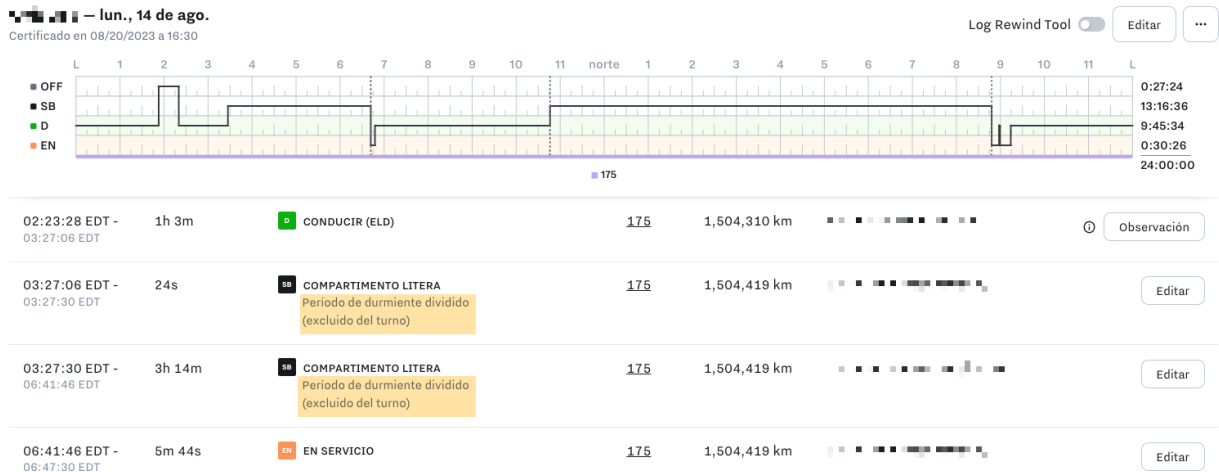 — lun., 14 de ago.
Certificado en 08/20/2023 a 16:30
Log Rewind Tool
Editar
...
L 1 2 3 4 5 6 7 8 9 10 11 norte 1 2 3 4 5 6 7 8 9 10 11 L
OFF 0:27:24
SB 13:16:36
D 9:45:34
EN 0:30:26
24:00:00
175
02:23:28 EDT - 1h 3m D CONDUCIR (ELD) 175 1,504,310 km Observación
03:27:06 EDT
03:27:06 EDT - 24s SB COMPARTIMENTO LITERA 175 1,504,419 km Editar
03:27:30 EDT Período de durmiente dividido
(excluido del turno)
03:27:30 EDT - 3h 14m SB COMPARTIMENTO LITERA 175 1,504,419 km Editar
06:41:46 EDT Período de durmiente dividido
(excluido del turno)
06:41:46 EDT - 5m 44s EN EN SERVICIO 175 1,504,419 km Editar
06:47:30 EDT